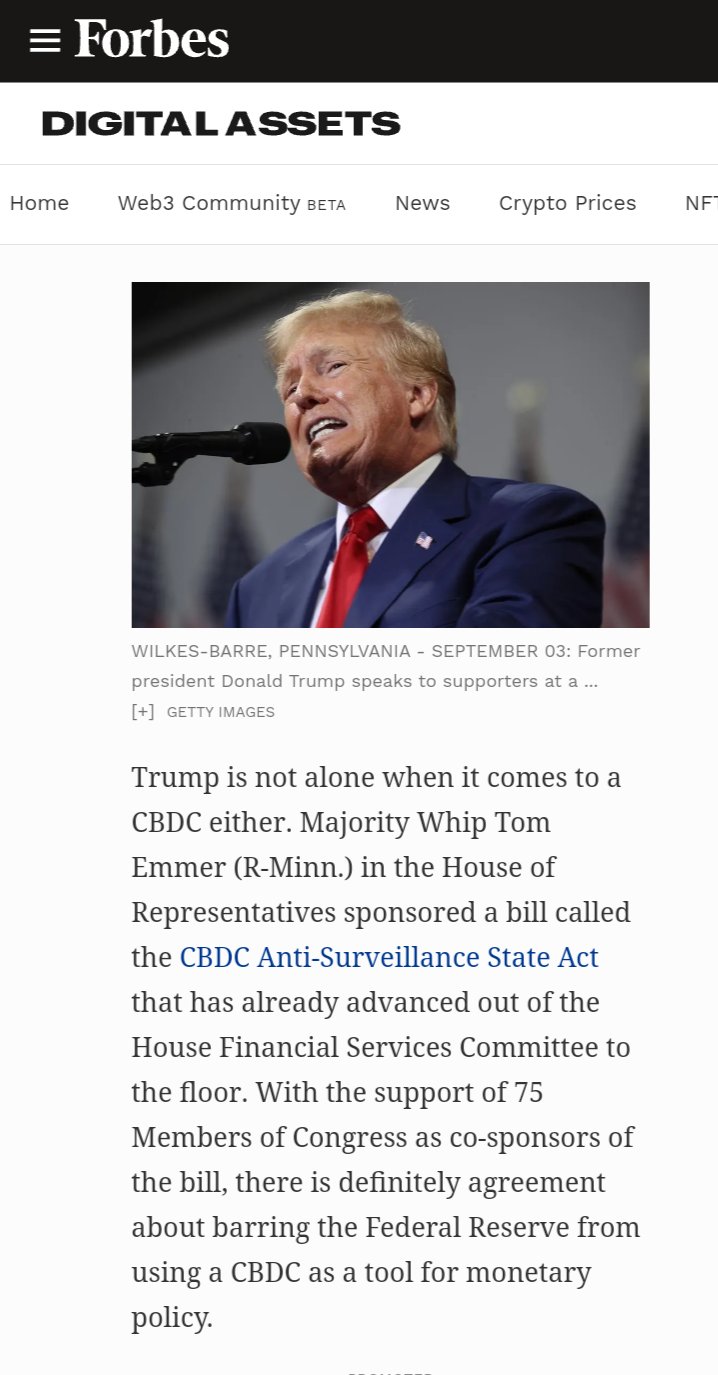 Forbes
DIGITAL ASSETS
Home Web3 Community BETA News Crypto Prices
WILKES-BARRE, PENNSYLVANIA - SEPTEMBER 03: Former
president Donald Trump speaks to supporters at a ...
[+] GETTY IMAGES
Trump is not alone when it comes to a
CBDC either. Majority Whip Tom
Emmer (R-Minn.) in the House of
Representatives sponsored a bill called
the CBDC Anti-Surveillance State Act
that has already advanced out of the
House Financial Services Committee to
the floor. With the support of 75
Members of Congress as co-sponsors of
the bill, there is definitely agreement
about barring the Federal Reserve from
using a CBDC as a tool for monetary
policy.